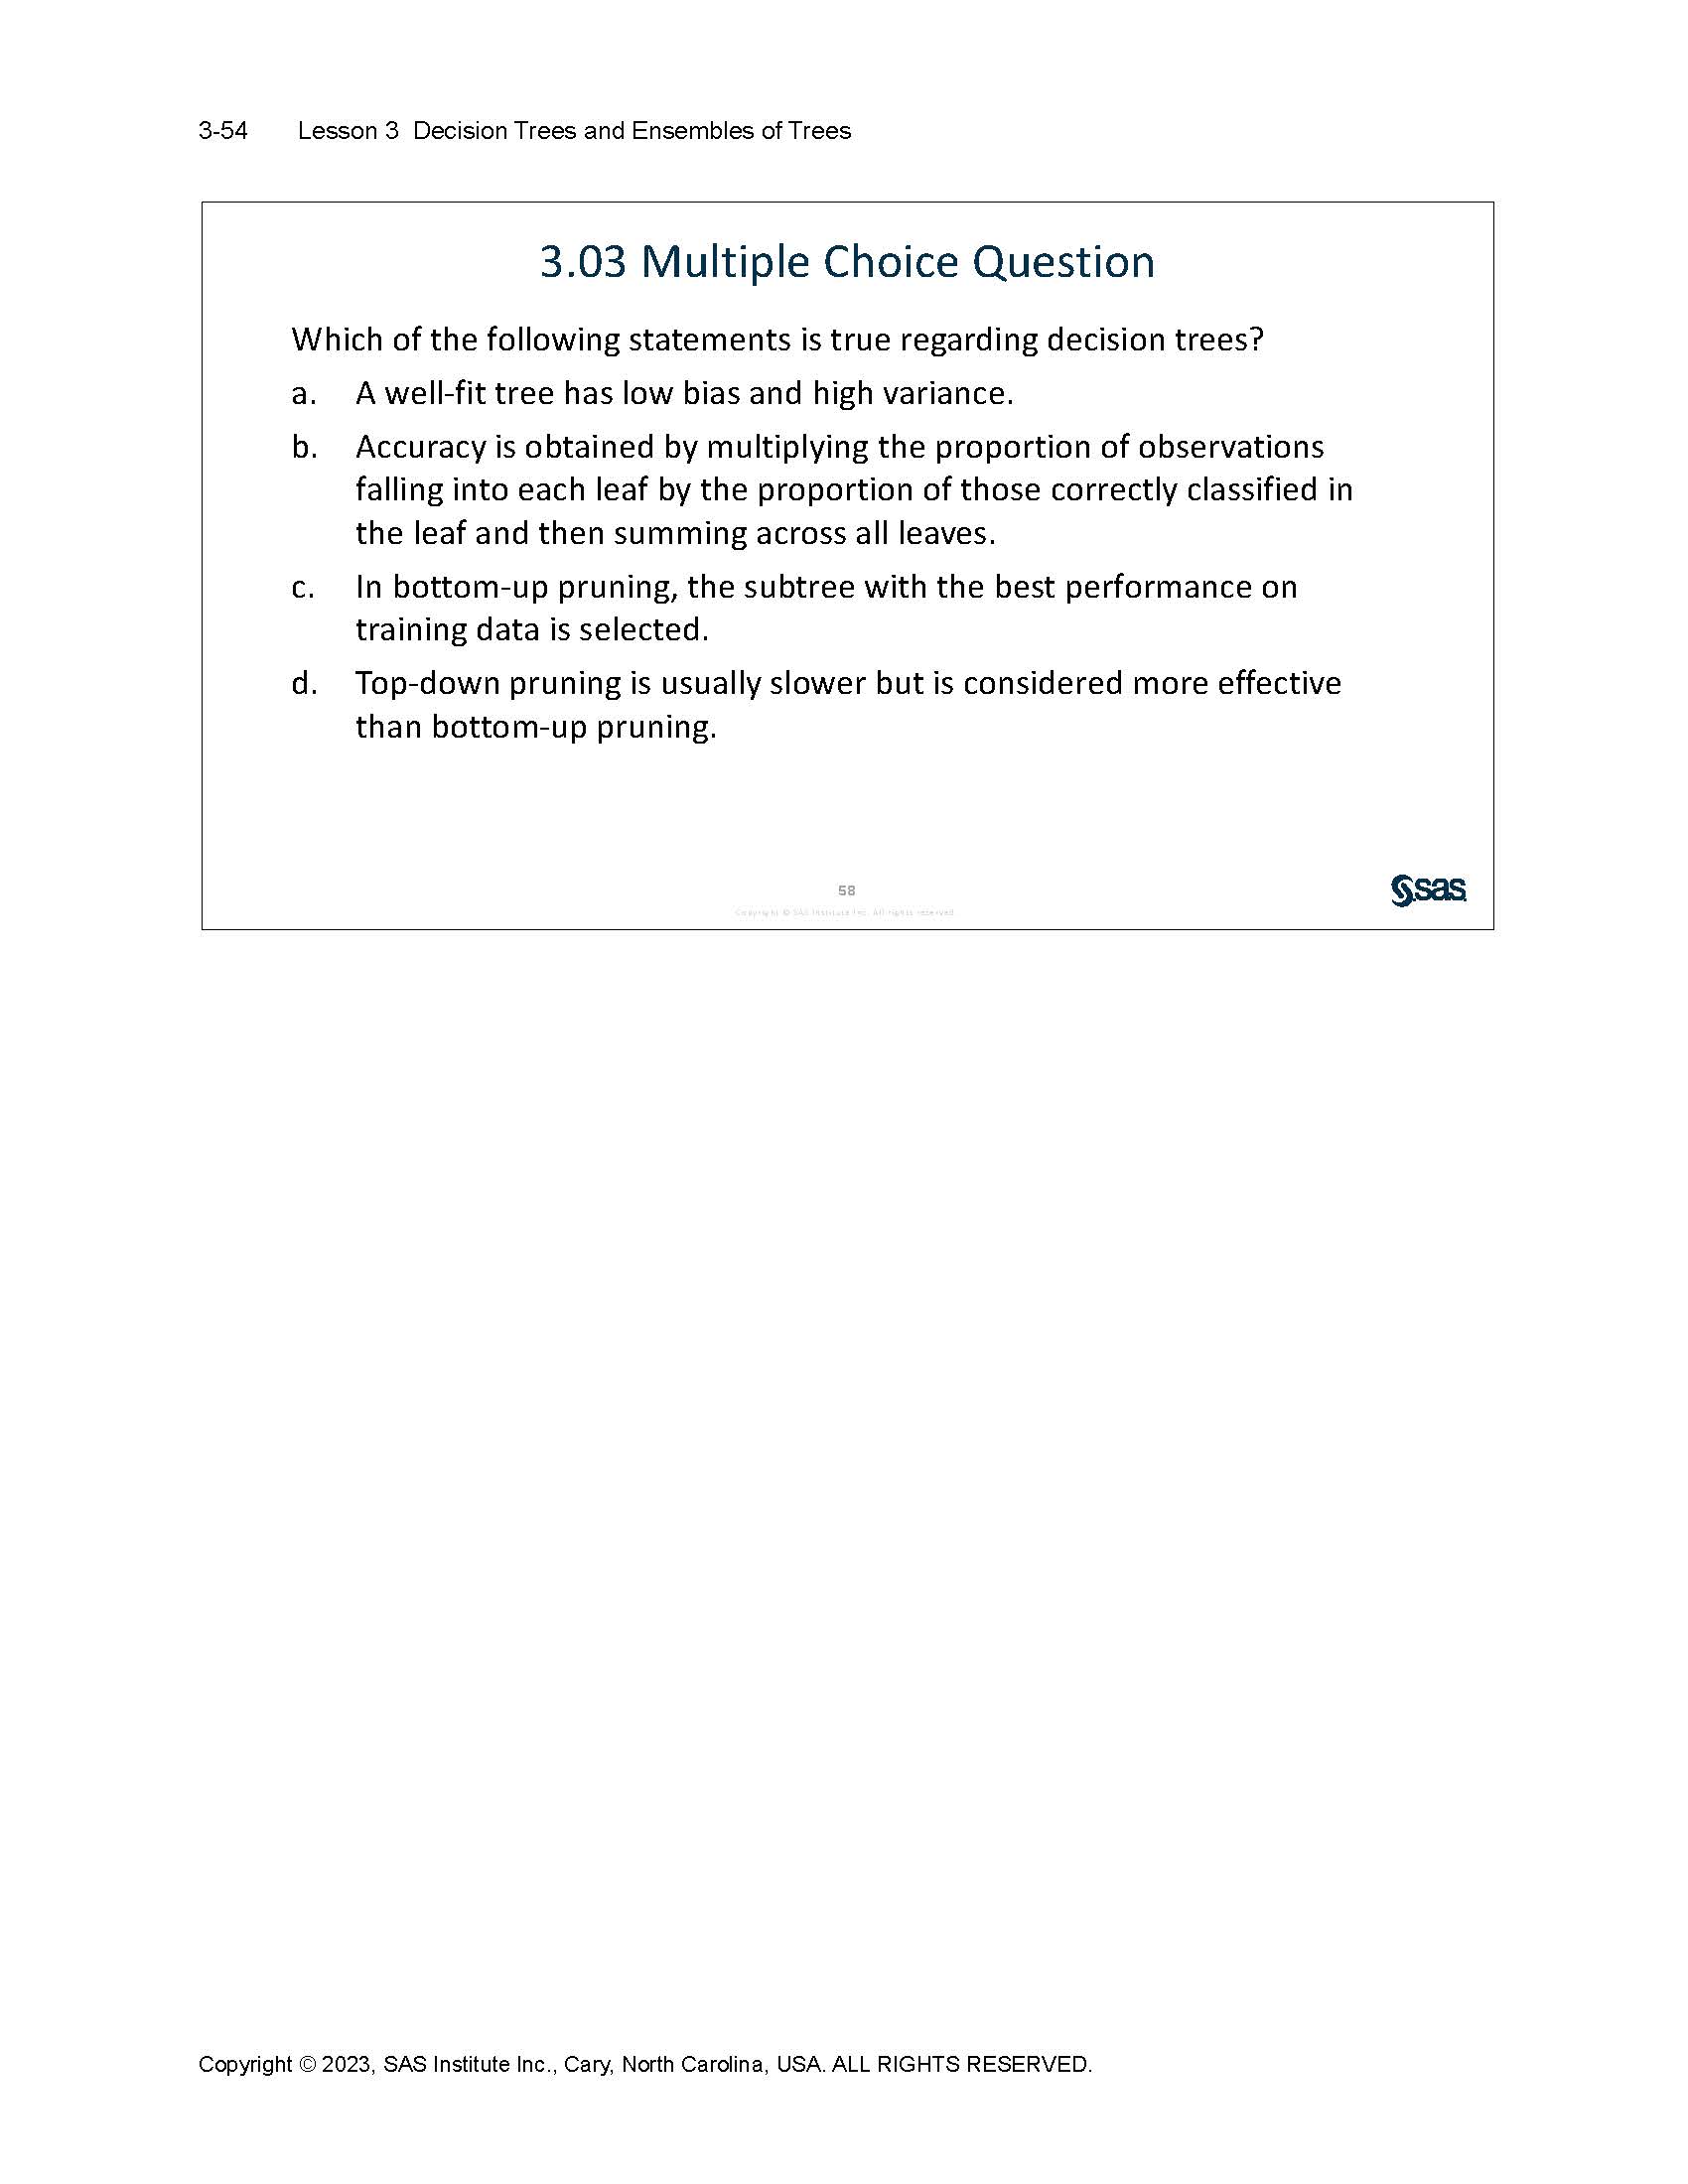 3-54 Lesson 3 Decision Trees and Ensembles of Trees
3.03 Multiple Choice Question
Which of the following statements is true regarding decision trees?
a. A well-fit tree has low bias and high variance.
b. Accuracy is obtained by multiplying the proportion of observations
falling into each leaf by the proportion of those correctly classified in
the leaf and then summing across all leaves.
c. In bottom-up pruning, the subtree with the best performance on
training data is selected.
d. Top-down pruning is usually slower but is considered more effective
than bottom-up pruning.
58
Copyright © SAS Institute Inc. All rights reserved.
sas
Copyright © 2023, SAS Institute Inc., Cary, North Carolina, USA. ALL RIGHTS RESERVED.